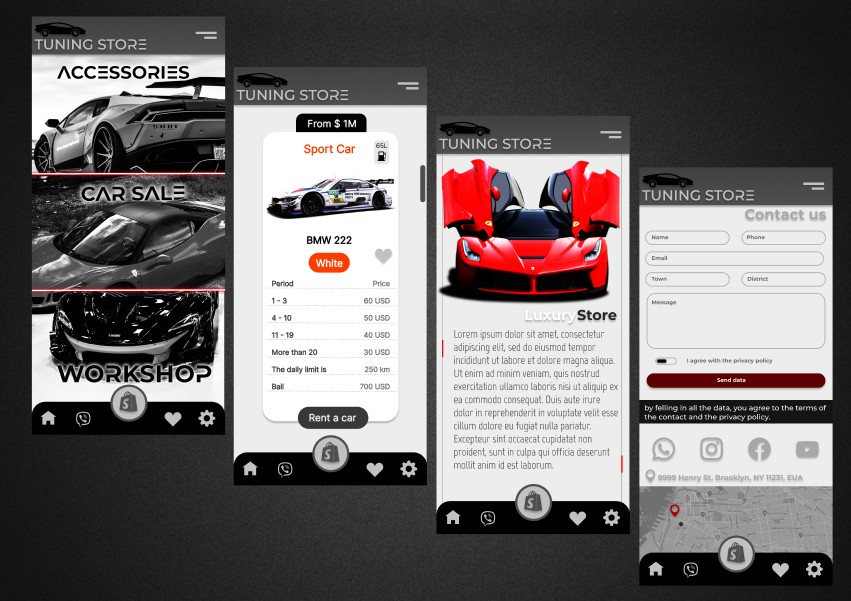 TUNING STORE
ACCESSORIES
CAR SALE
WORKSHOP
TUNING STORE
From $ 1M
Sport Car
65L
BMW 222
White
Period Price
1 - 3 60 USD
4 - 10 50 USD
11 - 19 40 USD
More than 20 30 USD
The daily limit is 250 km
Bail 700 USD
Rent a car
TUNING STORE
LuxuryStore
Lorem ipsum dolor sit amet, consectetur
adipiscing elit, sed do eiusmod tempor
incididunt ut labore et dolore magna aliqua.
Ut enim ad minim veniam, quis nostrud
exercitation ullamco laboris nisi ut aliquip ex
ea commodo consequat. Duis aute irure
dolor in reprehenderit in voluptate velit esse
cillum dolore eu fugiat nulla pariatur.
Excepteur sint occaecat cupidatat non
proident, sunt in culpa qui officia deserunt
mollit anim id est laborum.
TUNING STORE
Contact us
Name Phone
Email
Town District
Message
I agree with the privacy policy
Send data
by felling in all the data, you agree to the terms of
the contact and the privacy policy.
9999 Henry St, Brooklyn, NY 11231, EUA